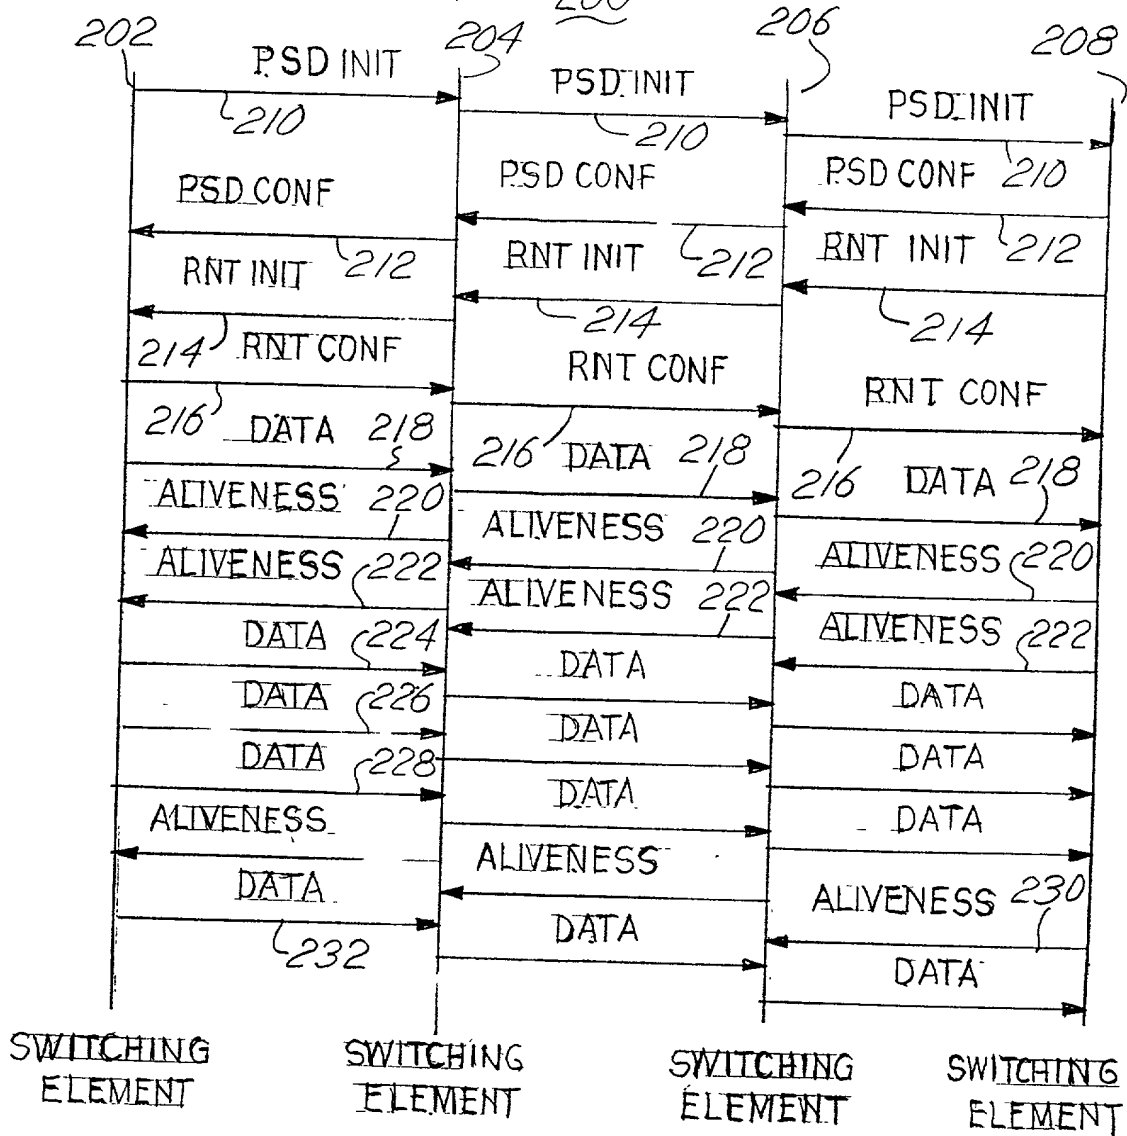 200
202 204 206 208
PSD INIT PSD INIT PSD INIT
210 210 210
PSD CONF PSD CONF PSD CONF
212 212 212
RNT INIT RNT INIT RNT INIT
214 214 214
RNT CONF RNT CONF RNT CONF
216 216 216
DATA 218 DATA 218 DATA 218
ALIVENESS 220 ALIVENESS 220 ALIVENESS 220
ALIVENESS 222 ALIVENESS 222 ALIVENESS 222
DATA 224 DATA DATA
DATA 226 DATA DATA
DATA 228 DATA DATA
ALIVENESS ALIVENESS ALIVENESS 230
DATA DATA DATA
232
SWITCHING ELEMENT
SWITCHING ELEMENT
SWITCHING ELEMENT
SWITCHING ELEMENT